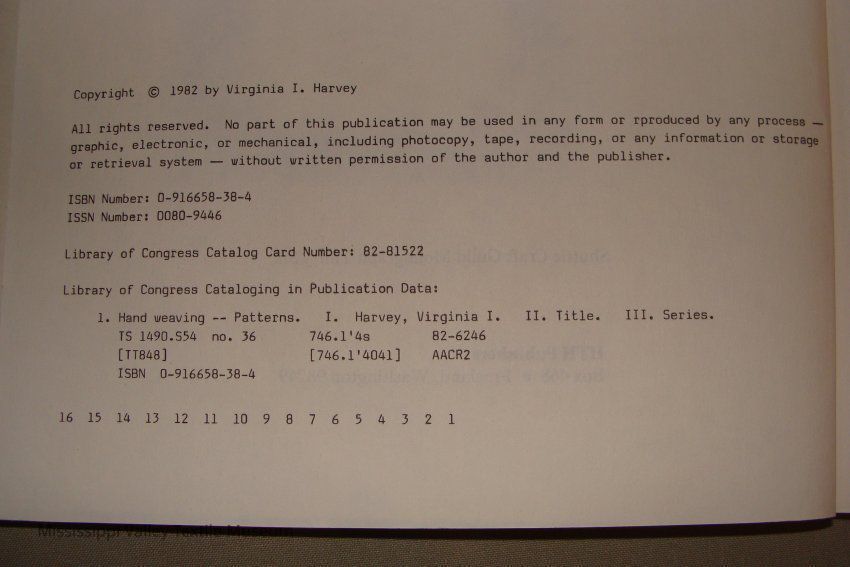 Copyright © 1982 by Virginia I. Harvey
All rights reserved. No part of this publication may be used in any form or rproduced by any process —
graphic, electronic, or mechanical, including photocopy, tape, recording, or any information or storage
or retrieval system — without written permission of the author and the publisher.
ISBN Number: 0-916658-38-4
ISSN Number: 0080-9446
Library of Congress Catalog Card Number: 82-81522
Library of Congress Cataloging in Publication Data:
1. Hand weaving -- Patterns. I. Harvey, Virginia I. II. Title. III. Series.
TS 1490.S54 no. 36 746.1'4s 82-6246
[TT848] [746.1'4041] AACR2
ISBN 0-916658-38-4
16 15 14 13 12 11 10 9 8 7 6 5 4 3 2 1
Mississippi Valley Textile Museum